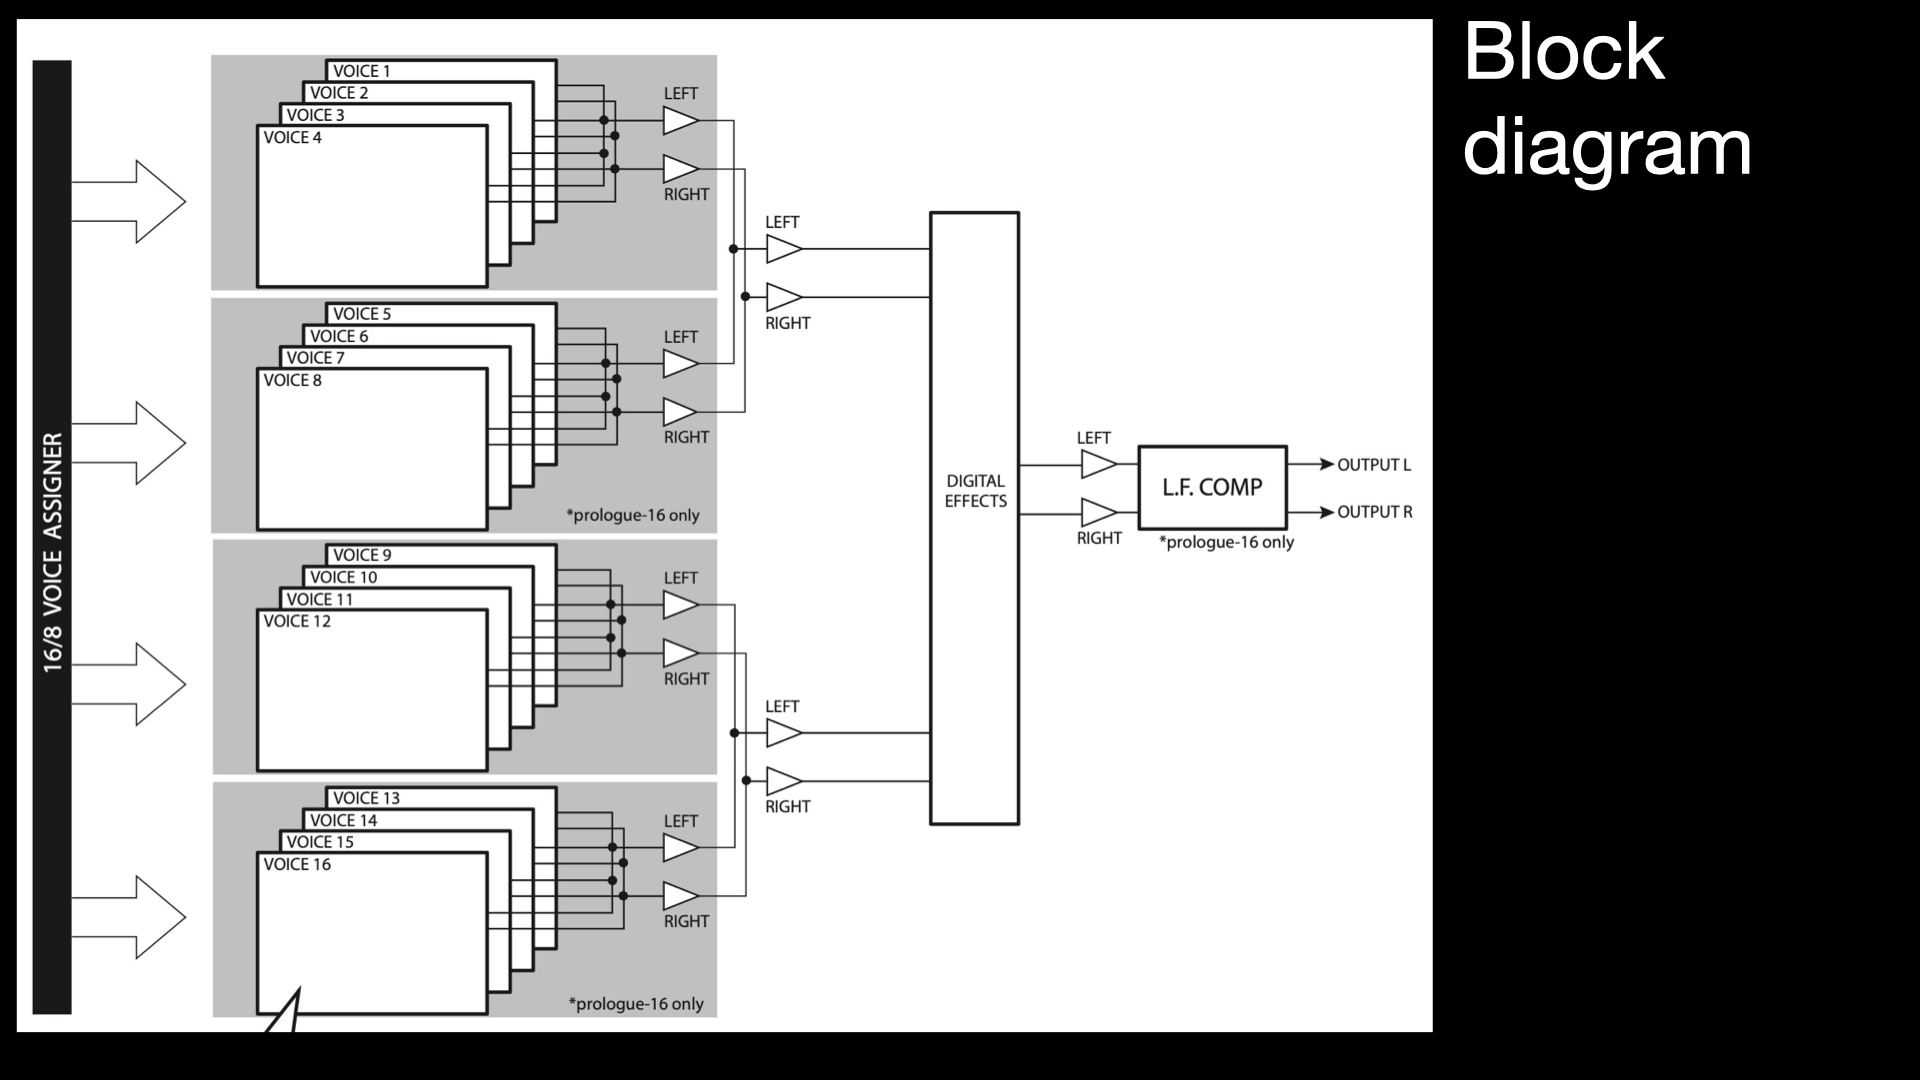 Block
diagram
16/8 VOICE ASSIGNER
VOICE 1
VOICE 2
VOICE 3
VOICE 4
LEFT
RIGHT
VOICE 5
VOICE 6
VOICE 7
VOICE 8
LEFT
RIGHT
*prologue-16 only
VOICE 9
VOICE 10
VOICE 11
VOICE 12
LEFT
RIGHT
VOICE 13
VOICE 14
VOICE 15
VOICE 16
LEFT
RIGHT
*prologue-16 only
LEFT
RIGHT
LEFT
RIGHT
DIGITAL
EFFECTS
LEFT
RIGHT
L.F. COMP
*prologue-16 only
OUTPUT L
OUTPUT R